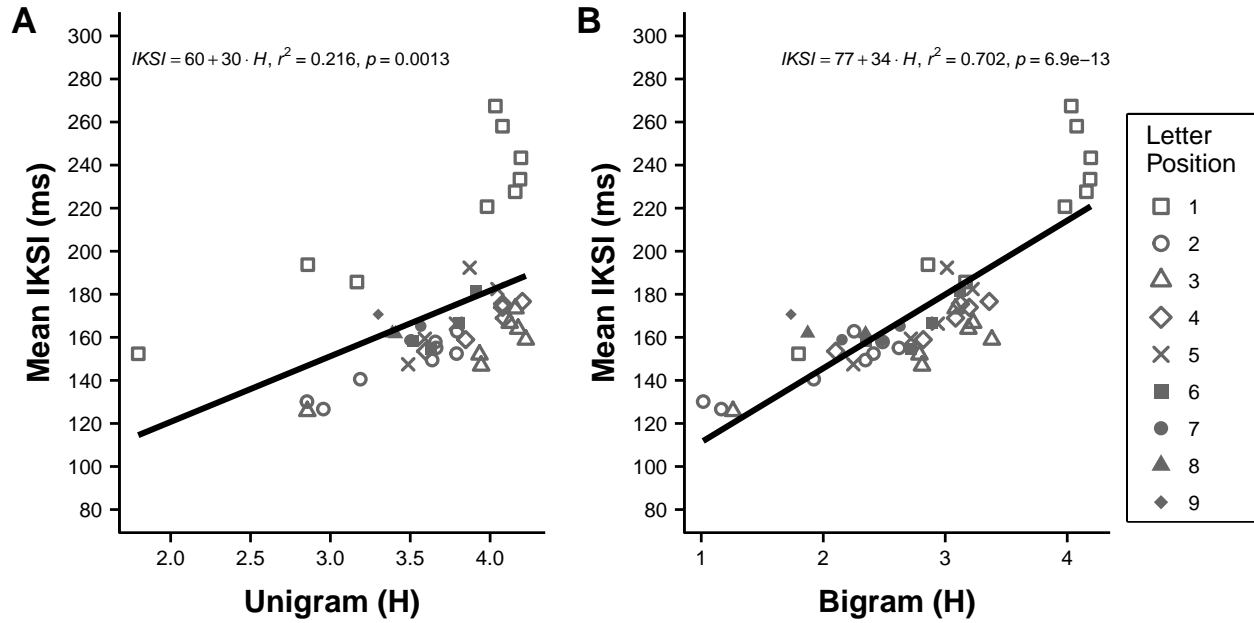 A
IKSI = 60 + 30 · H, r² = 0.216, p = 0.0013
Mean IKSI (ms)
300
280
260
240
220
200
180
160
140
120
100
80
2.0 2.5 3.0 3.5 4.0
Unigram (H)
B
IKSI = 77 + 34 · H, r² = 0.702, p = 6.9e−13
Mean IKSI (ms)
300
280
260
240
220
200
180
160
140
120
100
80
1 2 3 4
Bigram (H)
Letter
Position
1
2
3
4
5
6
7
8
9